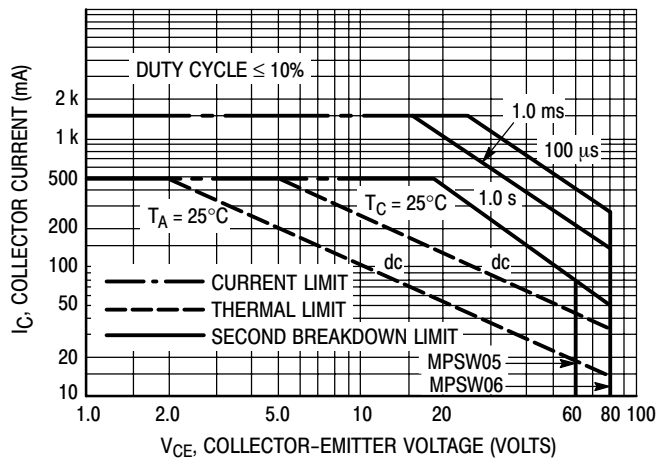 DUTY CYCLE ≤ 10%
I_C, COLLECTOR CURRENT (mA)
2 k
1 k
500
200
100
50
20
10
1.0 ms
100 μs
1.0 s
T_A = 25°C
T_C = 25°C
dc
dc
CURRENT LIMIT
THERMAL LIMIT
SECOND BREAKDOWN LIMIT
MPSW05
MPSW06
1.0 2.0 5.0 10 20 60 80 100
V_CE, COLLECTOR–EMITTER VOLTAGE (VOLTS)